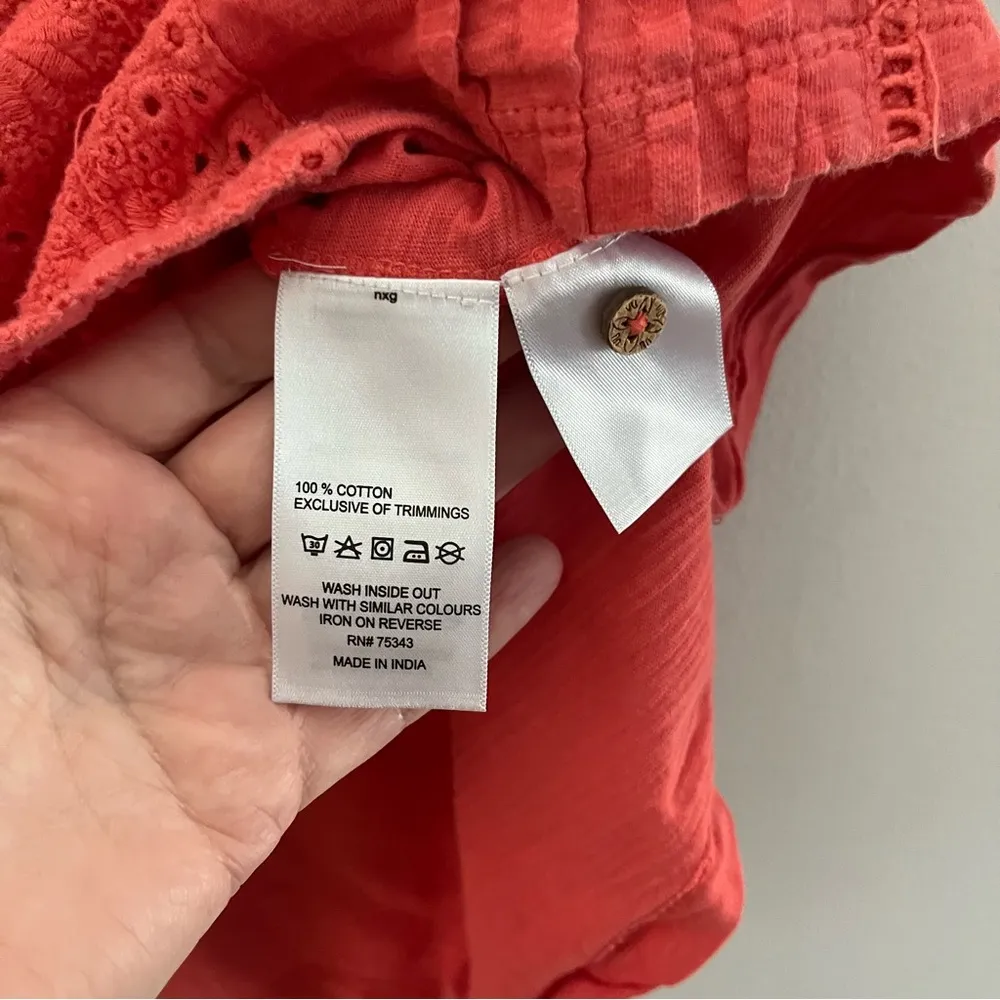 nxg
100 % COTTON
EXCLUSIVE OF TRIMMINGS
30
WASH INSIDE OUT
WASH WITH SIMILAR COLOURS
IRON ON REVERSE
RN# 75343
MADE IN INDIA